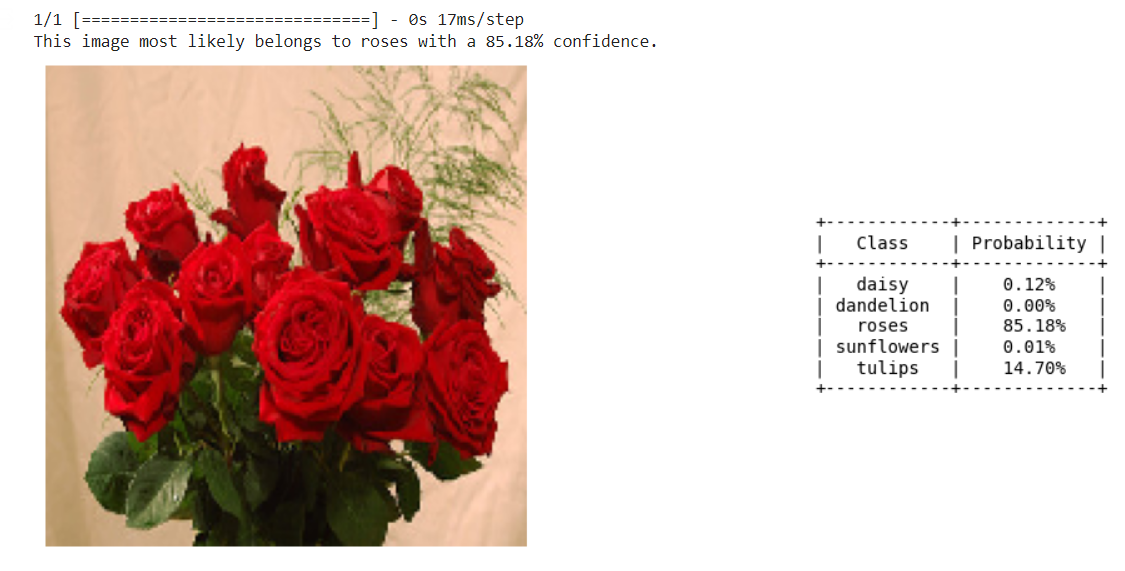 1/1 [==============================] - 0s 17ms/step
This image most likely belongs to roses with a 85.18% confidence.
+------------+-------------+
|   Class    | Probability |
+------------+-------------+
|   daisy    |    0.12%    |
| dandelion  |    0.00%    |
|   roses    |    85.18%   |
| sunflowers |    0.01%    |
|   tulips   |    14.70%   |
+------------+-------------+